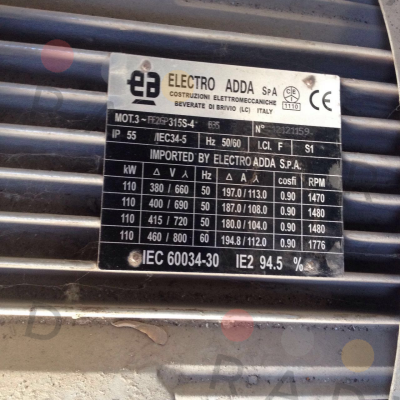 ea ELECTRO ADDA SpA
COSTRUZIONI ELETTROMECCANICHE
BEVERATE DI BRIVIO (LC) ITALY
CIE 1110 CE
MOT.3~ 315S-4 N°
IP 55 /IEC34-5 Hz 50/60 I.CI. F S1
IMPORTED BY ELECTRO ADDA S.P.A.
kW Δ V Y Δ A Y cosfi RPM
110 380 / 660 50 197.0 / 113.0 0.90 1470
110 400 / 690 50 187.0 / 108.0 0.90 1480
110 415 / 720 50 180.0 / 104.0 0.90 1480
110 460 / 800 60 194.8 / 112.0 0.90 1776
IEC 60034-30 IE2 94.5 %